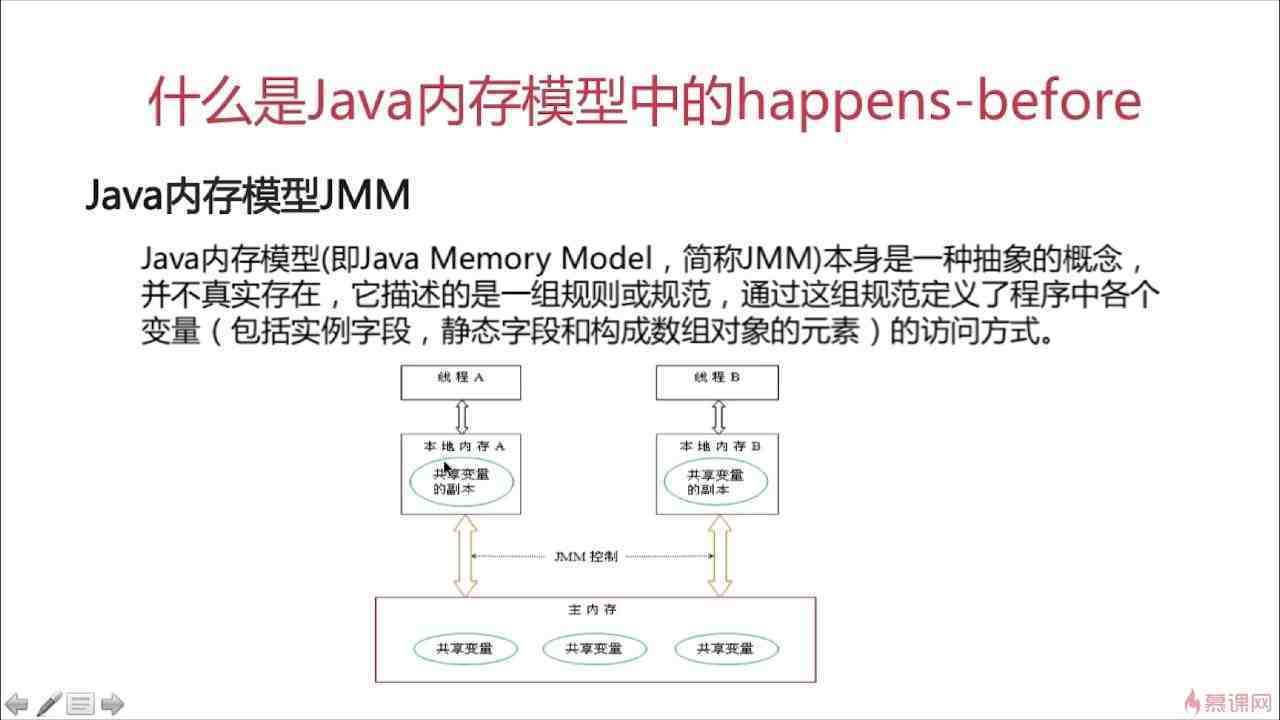 什么是Java内存模型中的happens-before
Java内存模型JMM
Java内存模型(即Java Memory Model，简称JMM)本身是一种抽象的概念，
并不真实存在，它描述的是一组规则或规范，通过这组规范定义了程序中各个
变量（包括实例字段，静态字段和构成数组对象的元素）的访问方式。
线程A
线程B
本地内存A
本地内存B
共享变量
的副本
共享变量
的副本
JMM 控制
主内存
共享变量
共享变量
共享变量
慕课网